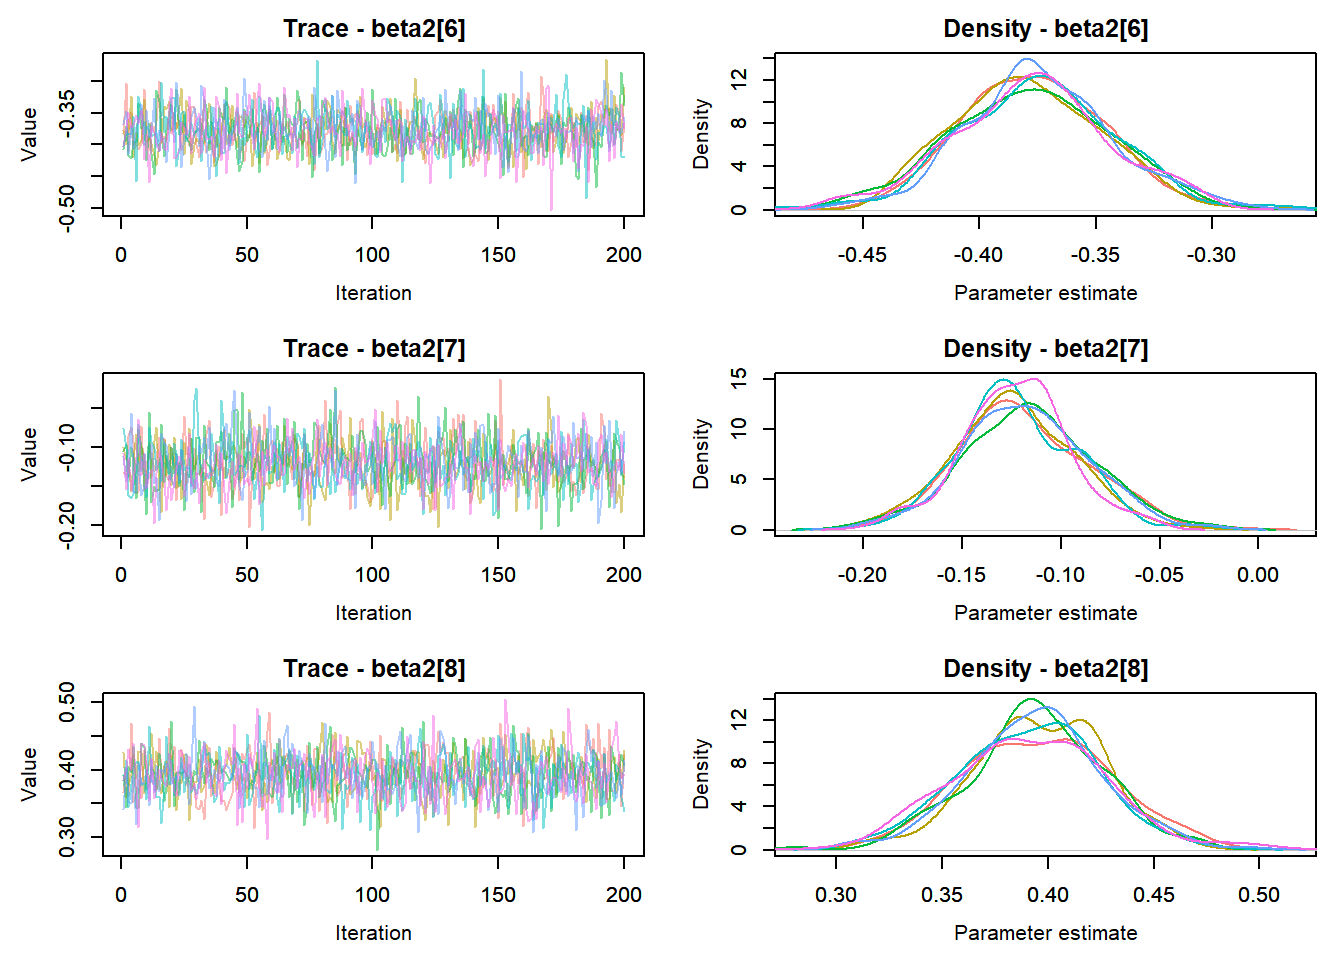 Trace - beta2[6]
Value
-0.35
-0.50
0 50 100 150 200
Iteration
Density - beta2[6]
Density
12
8
4
0
-0.45 -0.40 -0.35 -0.30
Parameter estimate
Trace - beta2[7]
Value
-0.10
-0.20
0 50 100 150 200
Iteration
Density - beta2[7]
Density
15
10
5
0
-0.20 -0.15 -0.10 -0.05 0.00
Parameter estimate
Trace - beta2[8]
Value
0.50
0.40
0.30
0 50 100 150 200
Iteration
Density - beta2[8]
Density
12
8
4
0
0.30 0.35 0.40 0.45 0.50
Parameter estimate